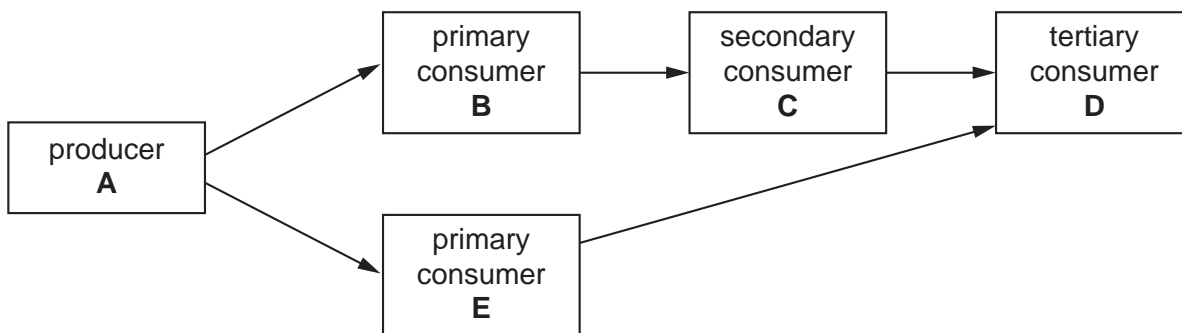 primary
consumer
B
secondary
consumer
C
tertiary
consumer
D
producer
A
primary
consumer
E